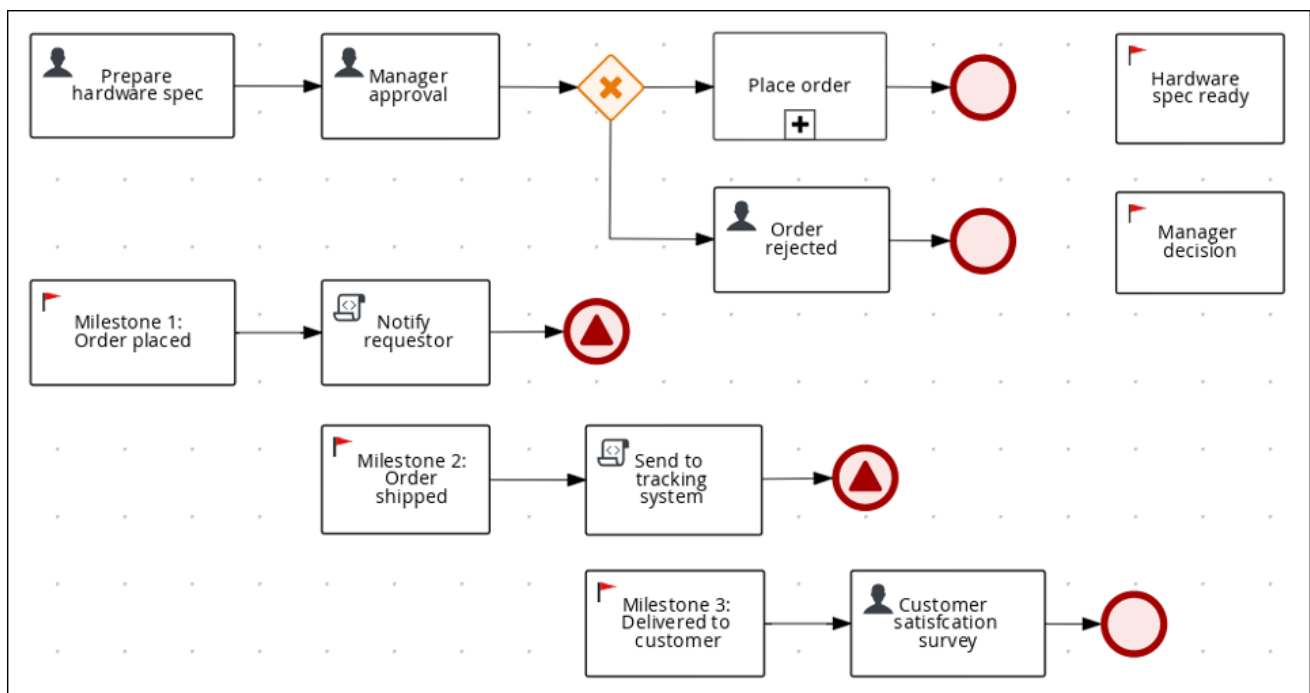 Prepare
hardware spec
Manager
approval
Place order
Hardware
spec ready
Order
rejected
Manager
decision
Milestone 1:
Order placed
Notify
requestor
Milestone 2:
Order
shipped
Send to
tracking
system
Milestone 3:
Delivered to
customer
Customer
satisfcation
survey